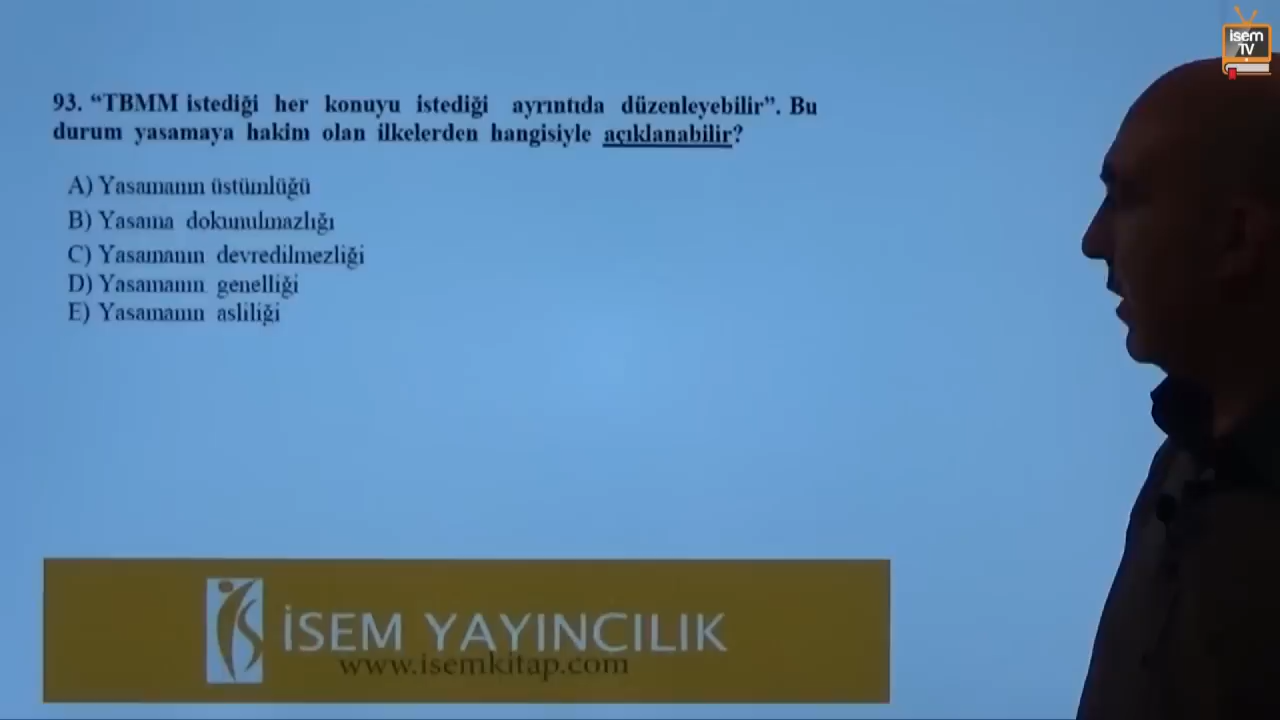 isem
TV
93. “TBMM istediği her konuyu istediği ayrıntıda düzenleyebilir”. Bu
durum yasamaya hakim olan ilkelerden hangisiyle açıklanabilir?
A) Yasamanın üstümlüğü
B) Yasama dokunulmazlığı
C) Yasamanın devredilmezliği
D) Yasamanın genelliği
E) Yasamanın asliliği
İSEM YAYINCILIK
www.isemkitap.com